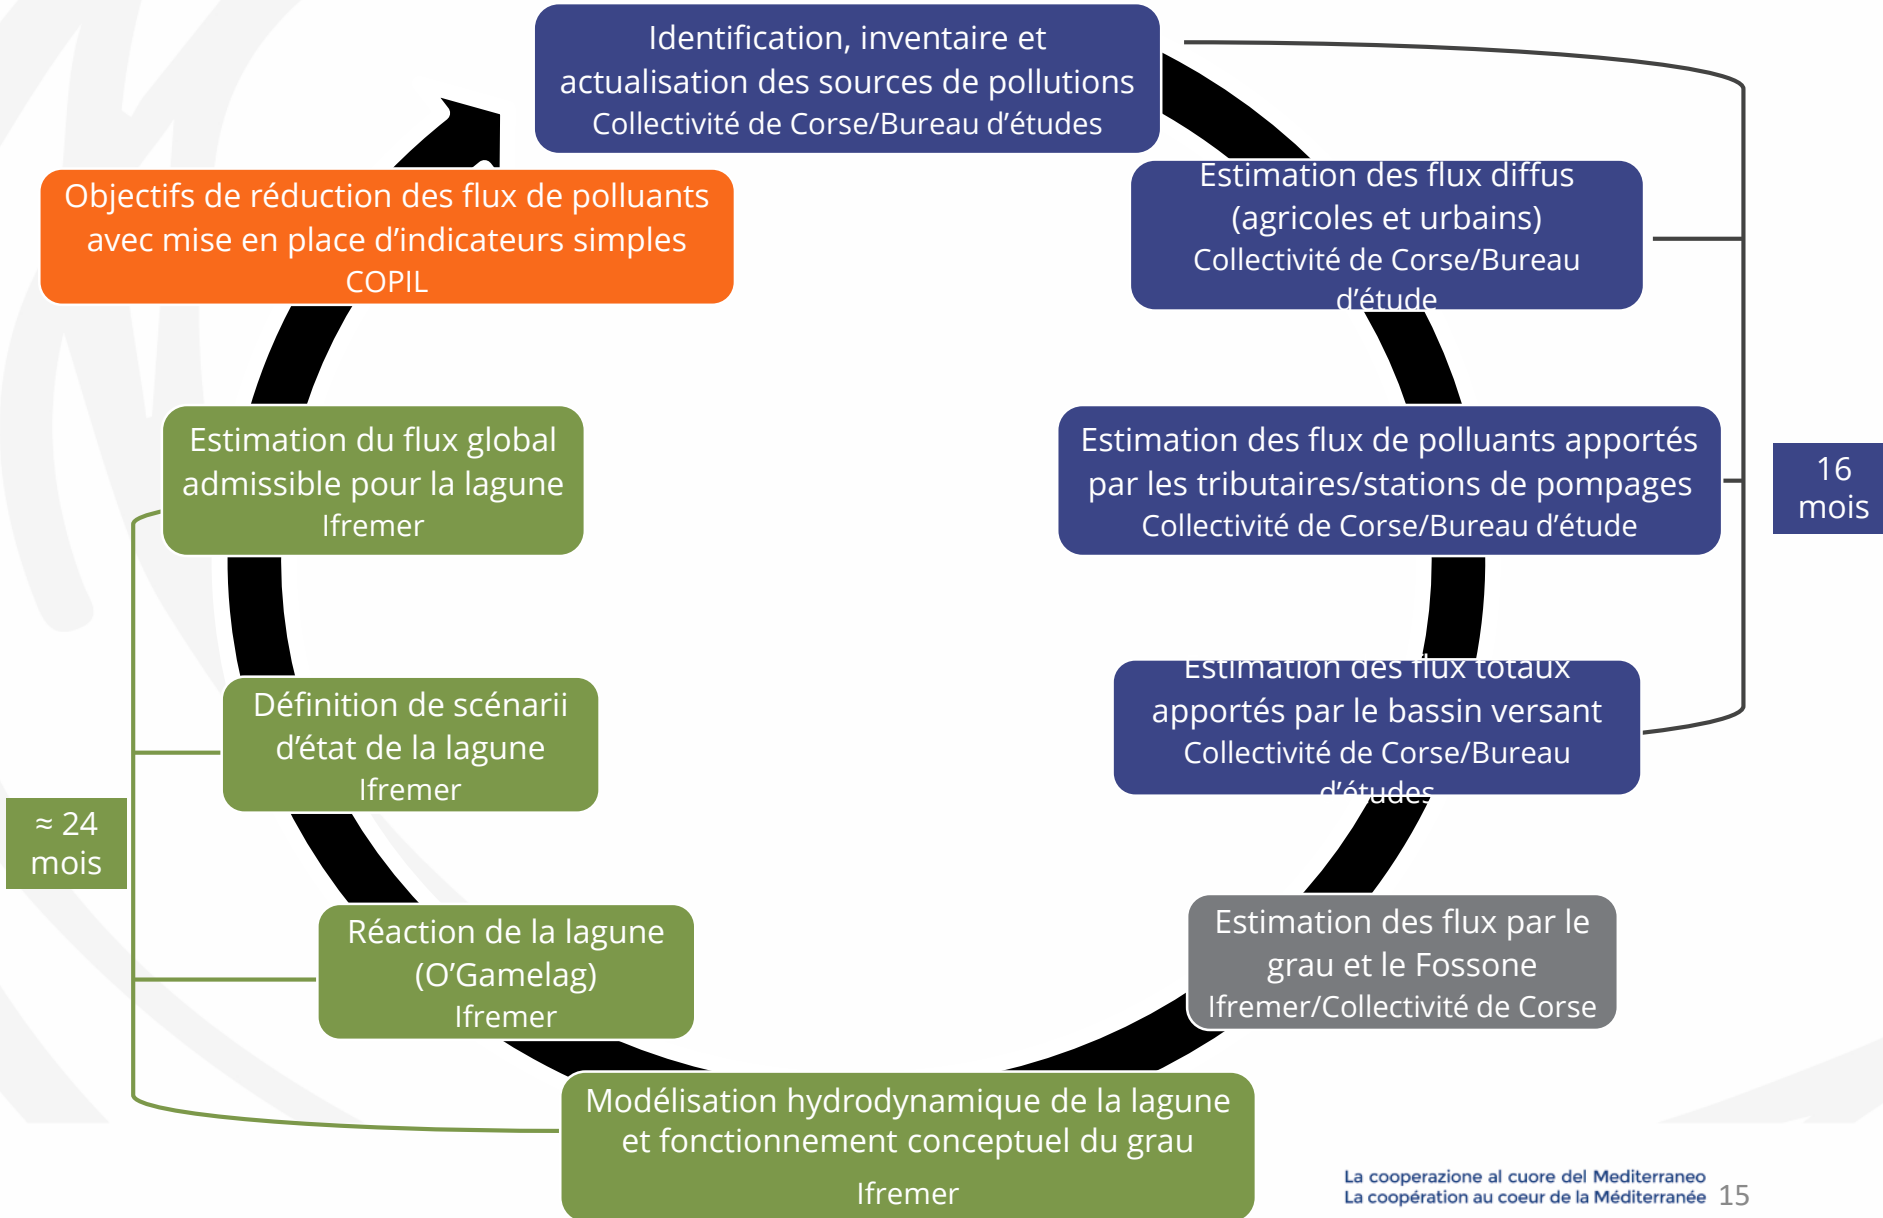 Identification, inventaire et
actualisation des sources de pollutions
Collectivité de Corse/Bureau d’études
Estimation des flux diffus
(agricoles et urbains)
Collectivité de Corse/Bureau
d’étude
Estimation des flux de polluants apportés
par les tributaires/stations de pompages
Collectivité de Corse/Bureau d’étude
16
mois
Estimation des flux totaux
apportés par le bassin versant
Collectivité de Corse/Bureau
d’études
Estimation des flux par le
grau et le Fossone
Ifremer/Collectivité de Corse
Modélisation hydrodynamique de la lagune
et fonctionnement conceptuel du grau
Ifremer
Réaction de la lagune
(O’Gamelag)
Ifremer
≈ 24
mois
Définition de scénarii
d’état de la lagune
Ifremer
Estimation du flux global
admissible pour la lagune
Ifremer
Objectifs de réduction des flux de polluants
avec mise en place d’indicateurs simples
COPIL
La cooperazione al cuore del Mediterraneo
La coopération au coeur de la Méditerranée 15